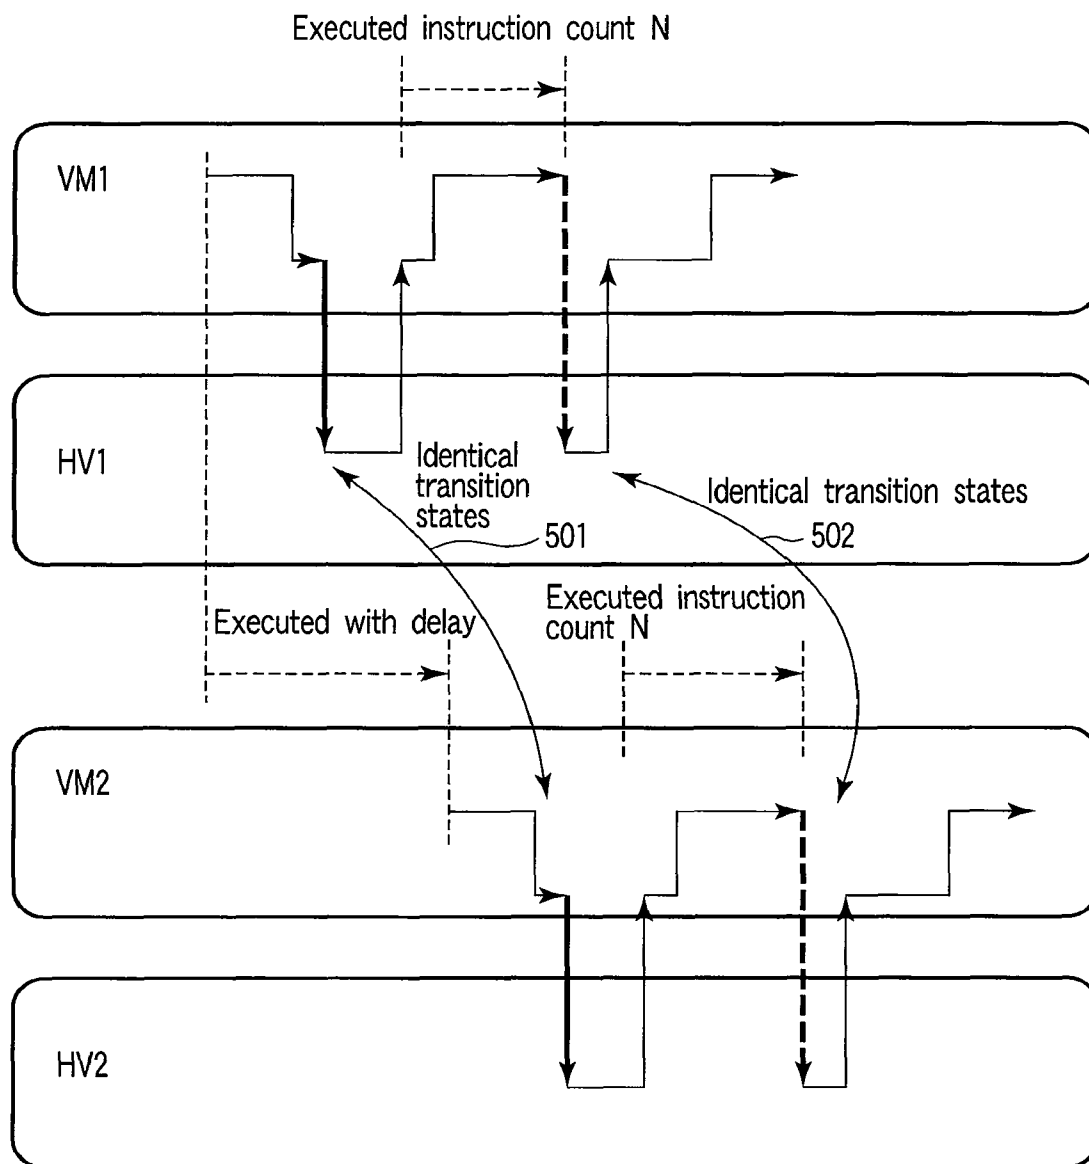 Executed instruction count N
VM1
HV1
Identical
transition
states
501
Identical transition states
502
Executed with delay
Executed instruction
count N
VM2
HV2